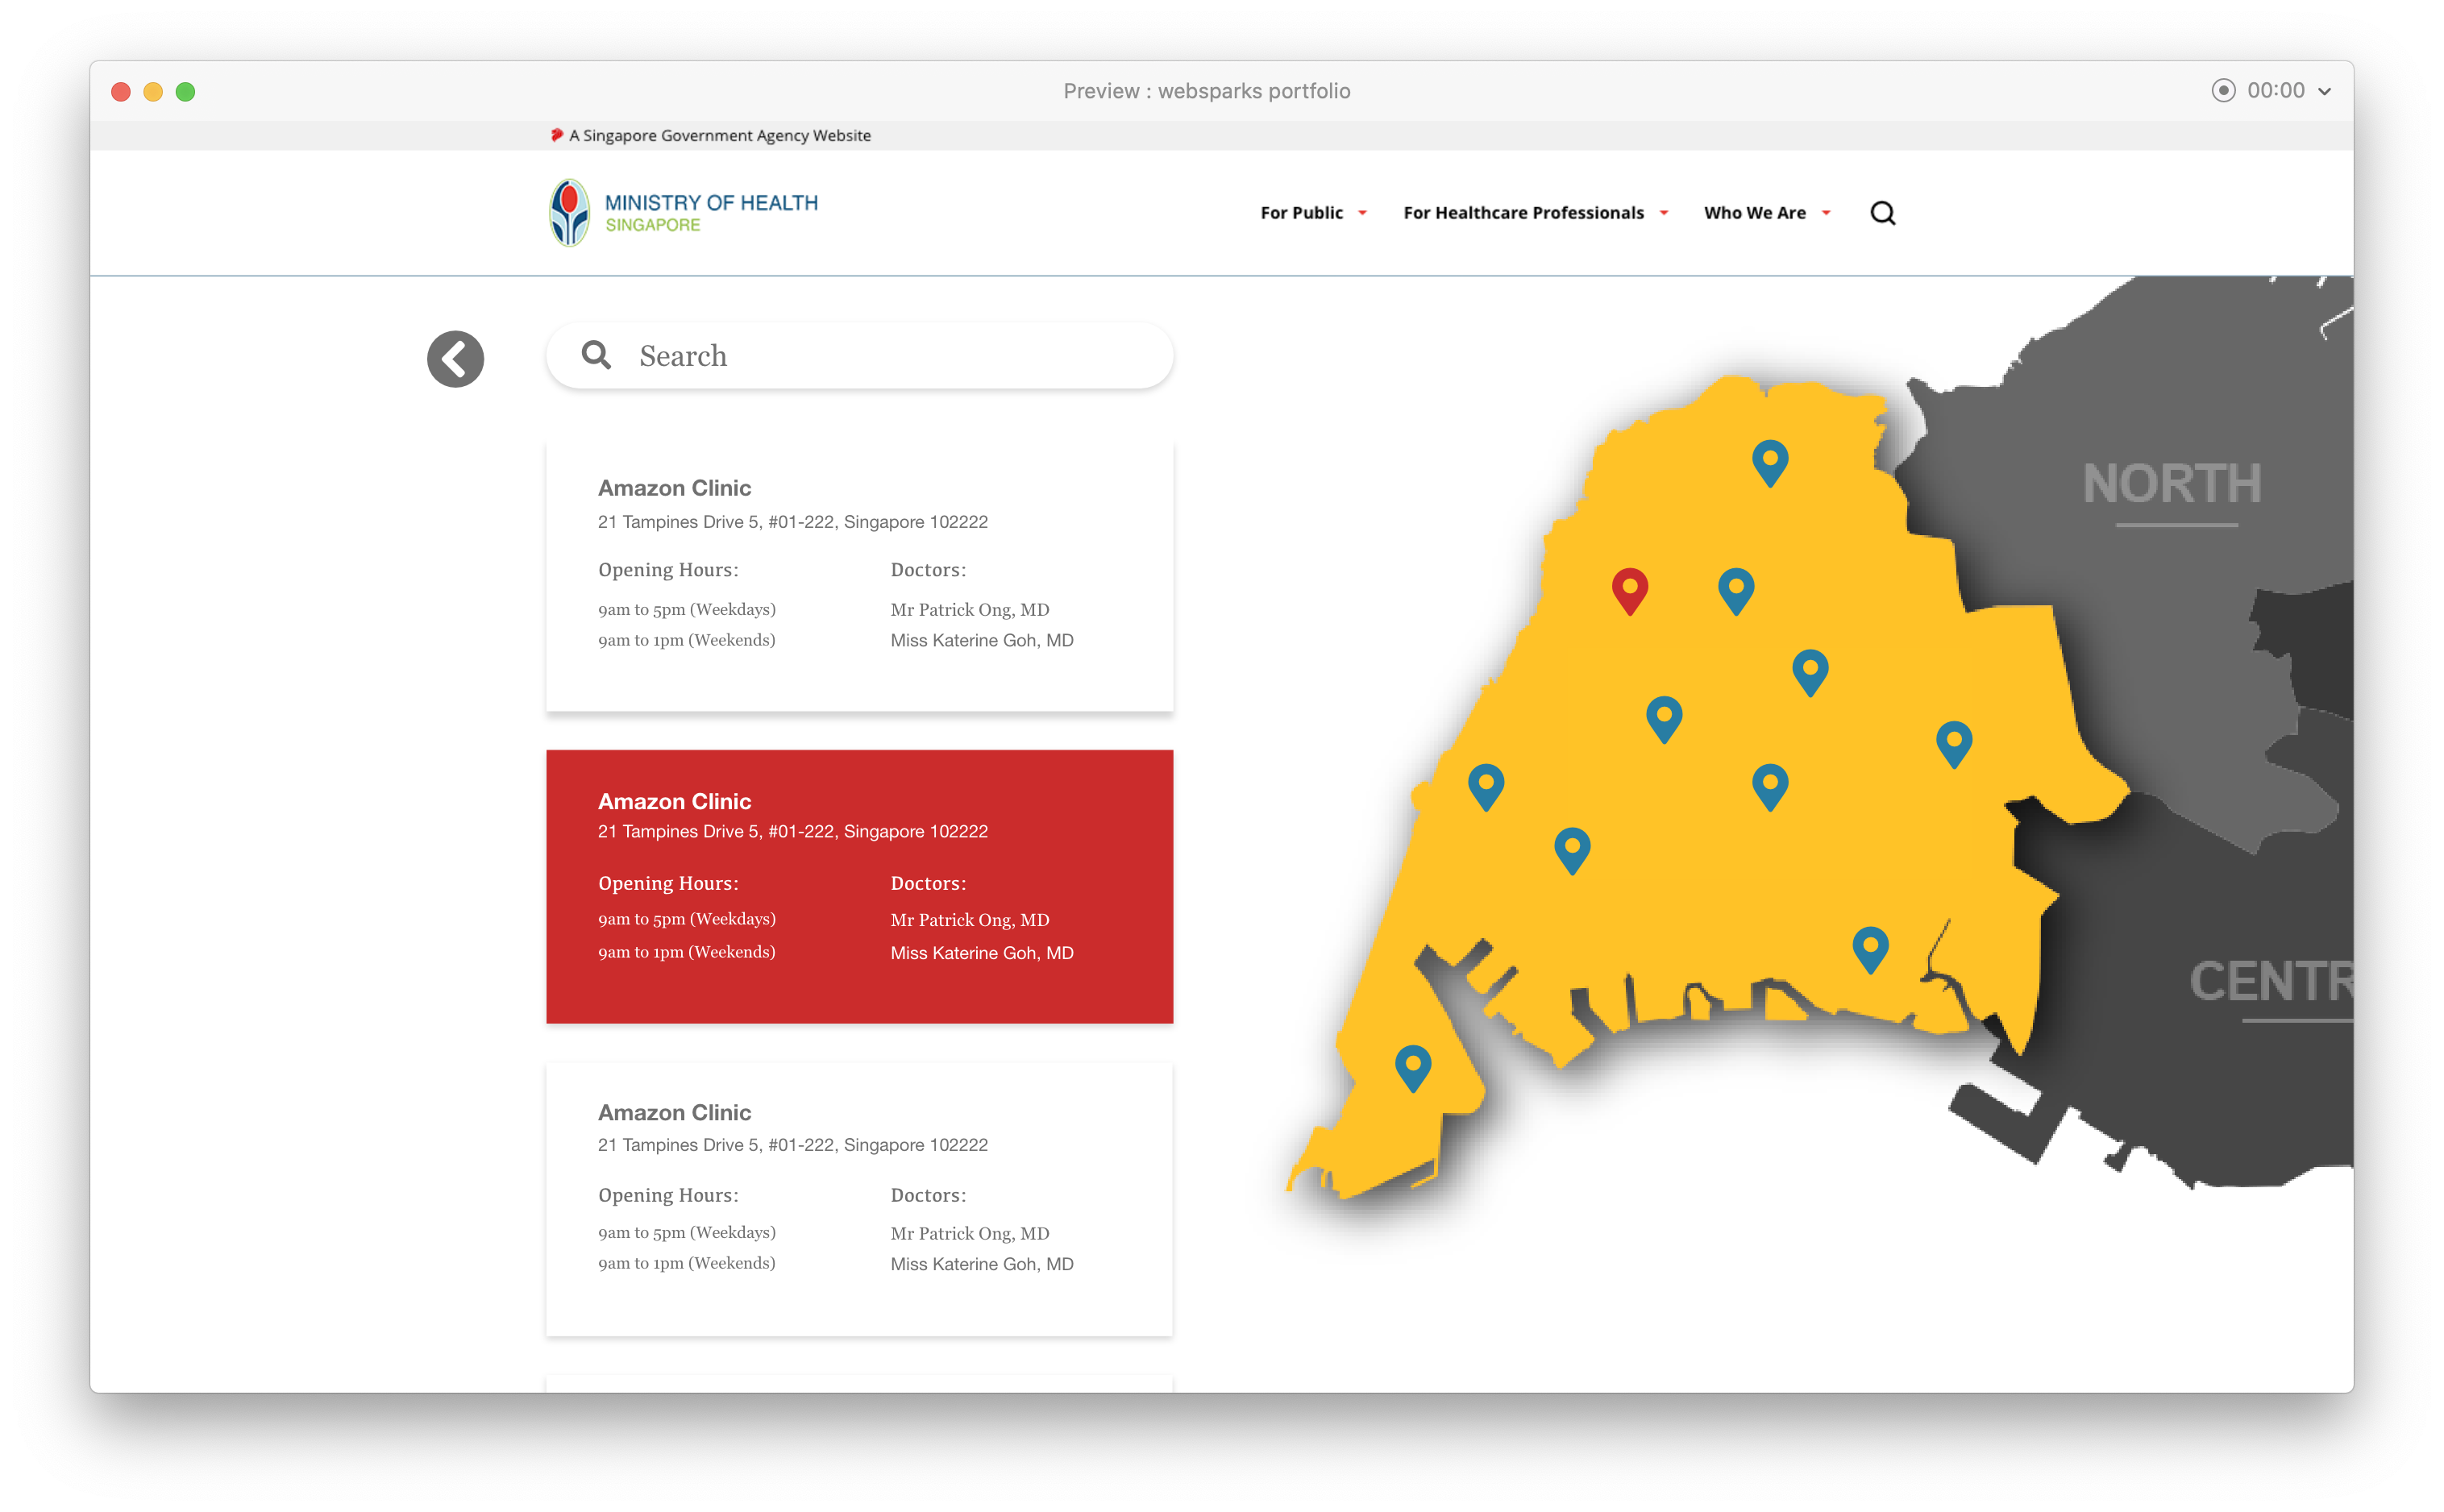 Preview : websparks portfolio
00:00
A Singapore Government Agency Website
MINISTRY OF HEALTH
SINGAPORE
For Public
For Healthcare Professionals
Who We Are
Search
Amazon Clinic
21 Tampines Drive 5, #01-222, Singapore 102222
Opening Hours:
Doctors:
9am to 5pm (Weekdays)
Mr Patrick Ong, MD
9am to 1pm (Weekends)
Miss Katerine Goh, MD
Amazon Clinic
21 Tampines Drive 5, #01-222, Singapore 102222
Opening Hours:
Doctors:
9am to 5pm (Weekdays)
Mr Patrick Ong, MD
9am to 1pm (Weekends)
Miss Katerine Goh, MD
Amazon Clinic
21 Tampines Drive 5, #01-222, Singapore 102222
Opening Hours:
Doctors:
9am to 5pm (Weekdays)
Mr Patrick Ong, MD
9am to 1pm (Weekends)
Miss Katerine Goh, MD
NORTH
CENTR